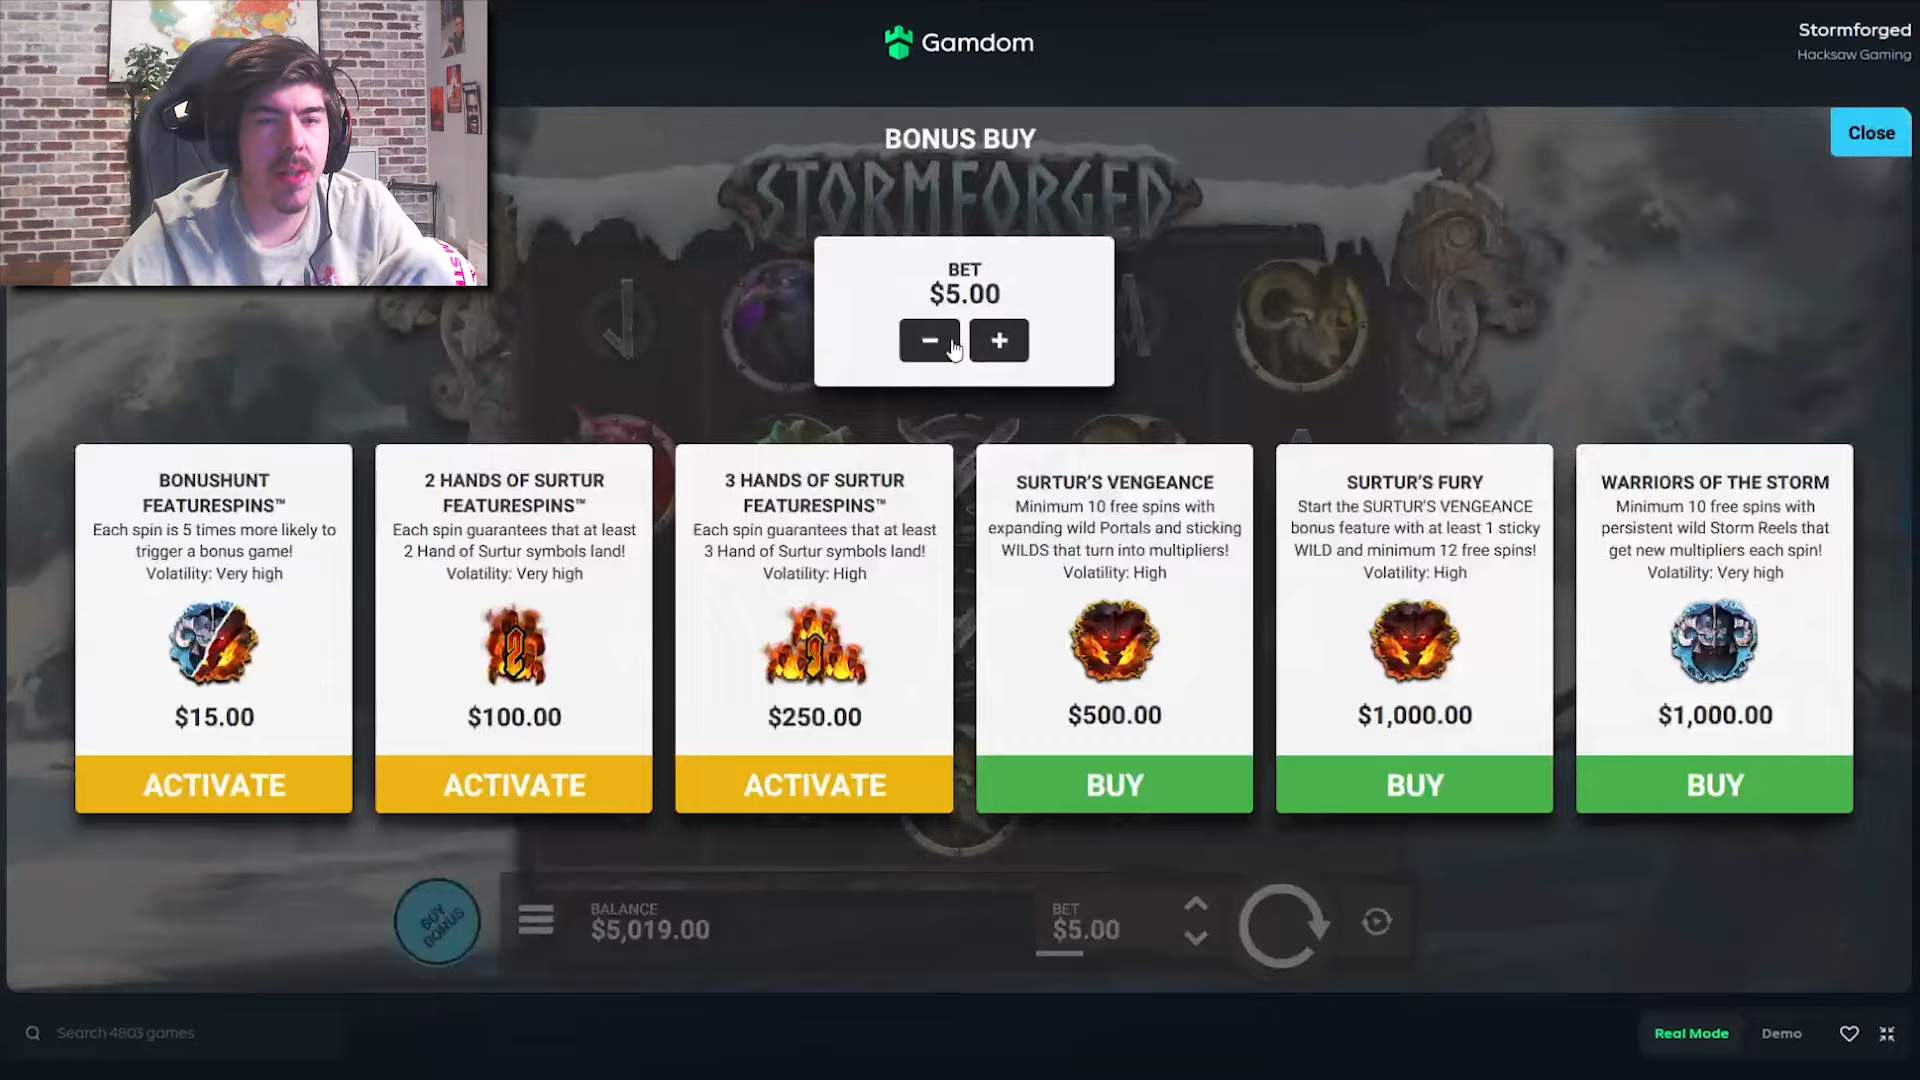 Gamdom
Stormforged
Hacksaw Gaming
Close
BONUS BUY
STORMFORGED
BET
$5.00
−
+
BONUSHUNT
FEATURESPINS™
Each spin is 5 times more likely to
trigger a bonus game!
Volatility: Very high
$15.00
ACTIVATE
2 HANDS OF SURTUR
FEATURESPINS™
Each spin guarantees that at least
2 Hand of Surtur symbols land!
Volatility: Very high
2
$100.00
ACTIVATE
3 HANDS OF SURTUR
FEATURESPINS™
Each spin guarantees that at least
3 Hand of Surtur symbols land!
Volatility: High
3
$250.00
ACTIVATE
SURTUR'S VENGEANCE
Minimum 10 free spins with
expanding wild Portals and sticking
WILDS that turn into multipliers!
Volatility: High
$500.00
BUY
SURTUR'S FURY
Start the SURTUR'S VENGEANCE
bonus feature with at least 1 sticky
WILD and minimum 12 free spins!
Volatility: High
$1,000.00
BUY
WARRIORS OF THE STORM
Minimum 10 free spins with
persistent wild Storm Reels that
get new multipliers each spin!
Volatility: Very high
$1,000.00
BUY
BUY
BONUS
BALANCE
$5,019.00
BET
$5.00
Search 4803 games
Real Mode
Demo